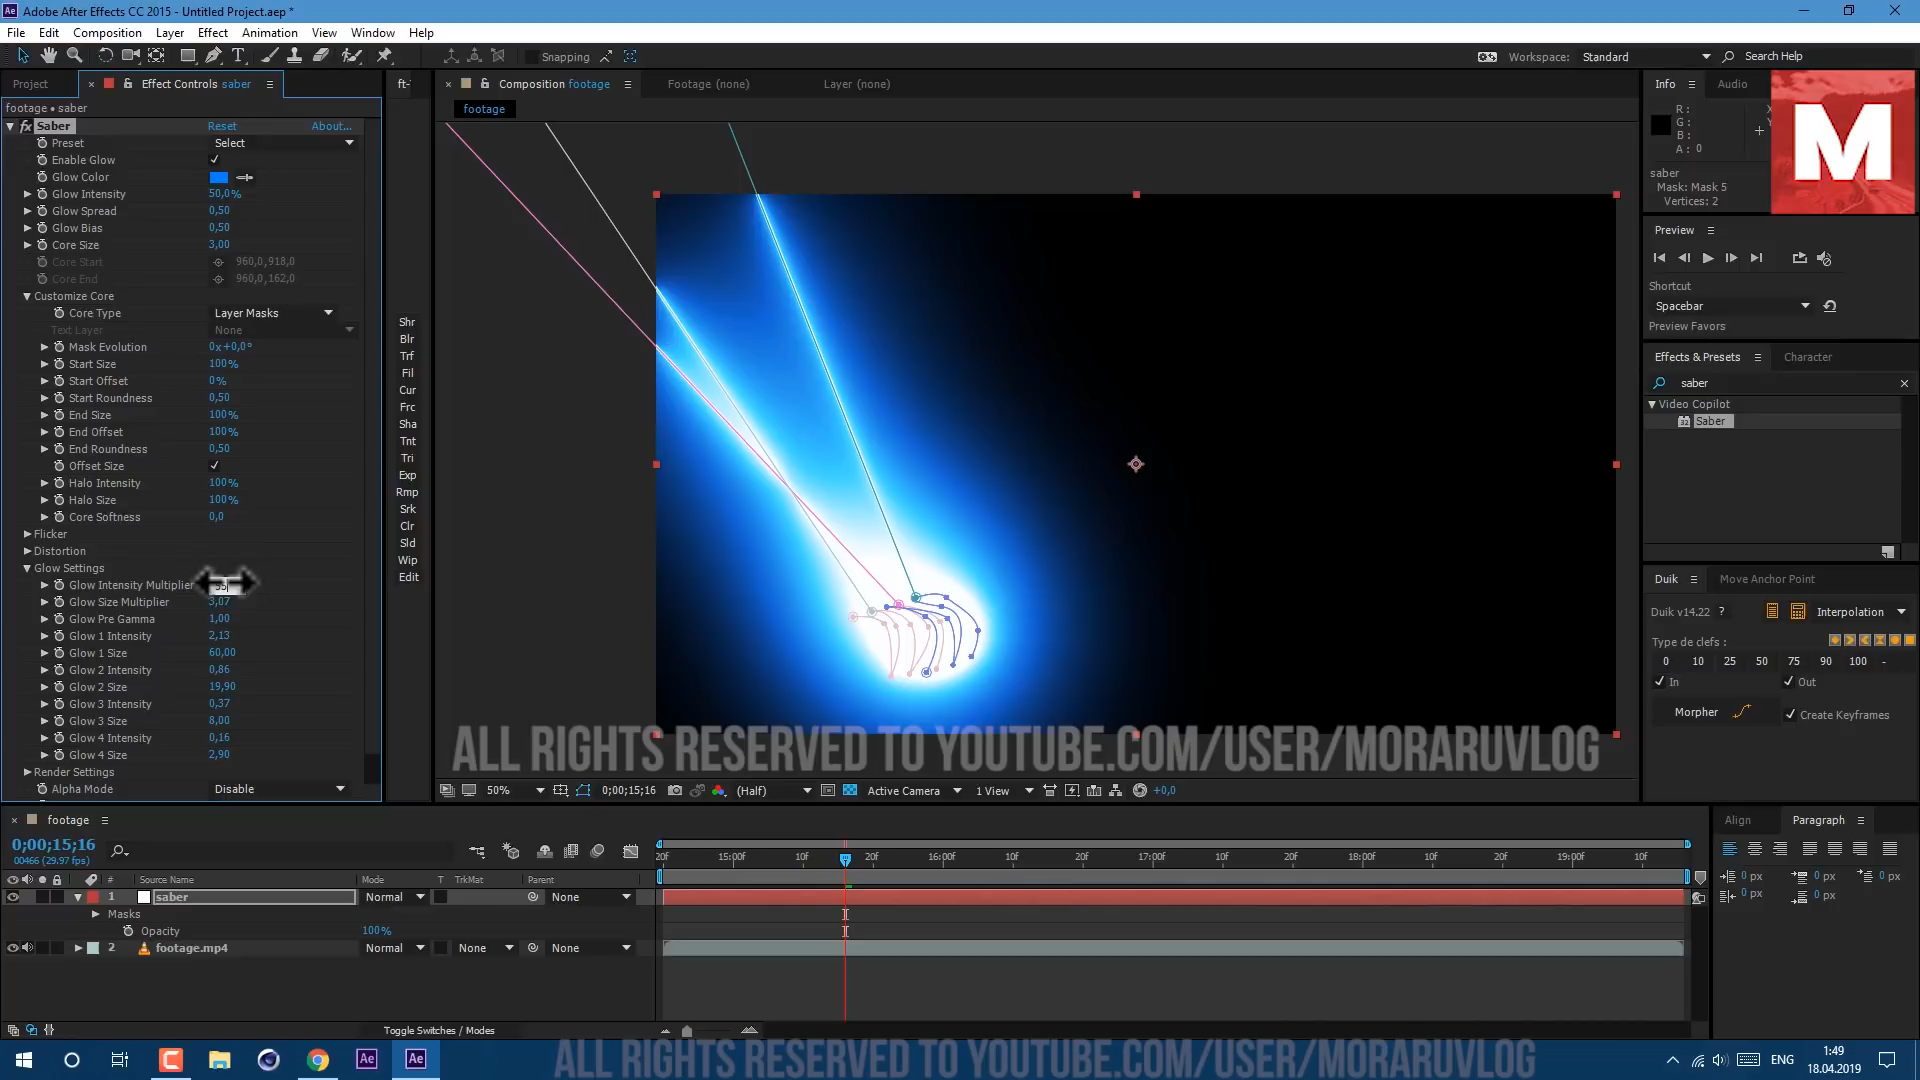 Ae Adobe After Effects CC 2015 - Untitled Project.aep *
File Edit Composition Layer Effect Animation View Window Help
Snapping
Workspace: Standard Search Help
Project × Effect Controls saber
ft-
× Composition footage Footage (none) Layer (none)
Info Audio
footage • saber
footage
fx Saber Reset About...
Preset Select
Enable Glow ✓
Glow Color
Glow Intensity 50,0%
Glow Spread 0,50
Glow Bias 0,50
Core Size 3,00
Core Start 960,0,918,0
Core End 960,0,162,0
Customize Core
Core Type Layer Masks
Text Layer None
Mask Evolution 0x+0,0°
Start Size 100%
Start Offset 0%
Start Roundness 0,50
End Size 100%
End Offset 100%
End Roundness 0,50
Offset Size ✓
Halo Intensity 100%
Halo Size 100%
Core Softness 0,0
Flicker
Distortion
Glow Settings
Glow Intensity Multiplier
Glow Size Multiplier 3,07
Glow Pre Gamma 1,00
Glow 1 Intensity 2,13
Glow 1 Size 60,00
Glow 2 Intensity 0,86
Glow 2 Size 19,90
Glow 3 Intensity 0,37
Glow 3 Size 8,00
Glow 4 Intensity 0,16
Glow 4 Size 2,90
Render Settings
Alpha Mode Disable
Shr
Blr
Trf
Fil
Cur
Frc
Sha
Tnt
Tri
Exp
Rmp
Srk
Clr
Sld
Wip
Edit
R :
G :
B :
A : 0
M
saber
Mask: Mask 5
Vertices: 2
Preview
Shortcut
Spacebar
Preview Favors
Effects & Presets Character
saber
Video Copilot
32 Saber
Duik Move Anchor Point
Duik v14.22 ? Interpolation
Type de clefs :
0 10 25 50 75 90 100 -
✓ In ✓ Out
Morpher ✓ Create Keyframes
ALL RIGHTS RESERVED TO YOUTUBE.COM/USER/MORARUVLOG
50% 0;00;15;16 (Half) Active Camera 1 View +0,0
× footage
0;00;15;16
00466 (29.97 fps)
# Source Name Mode T TrkMat Parent
1 saber Normal None
Masks
Opacity 100%
2 footage.mp4 Normal None None
20f 15:00f 10f 20f 16:00f 10f 20f 17:00f 10f 20f 18:00f 10f 20f 19:00f 10f
Toggle Switches / Modes
Align Paragraph
0 px 0 px 0 px
0 px 0 px
Ae Ae
ALL RIGHTS RESERVED TO YOUTUBE.COM/USER/MORARUVLOG
ENG 1:49
18.04.2019